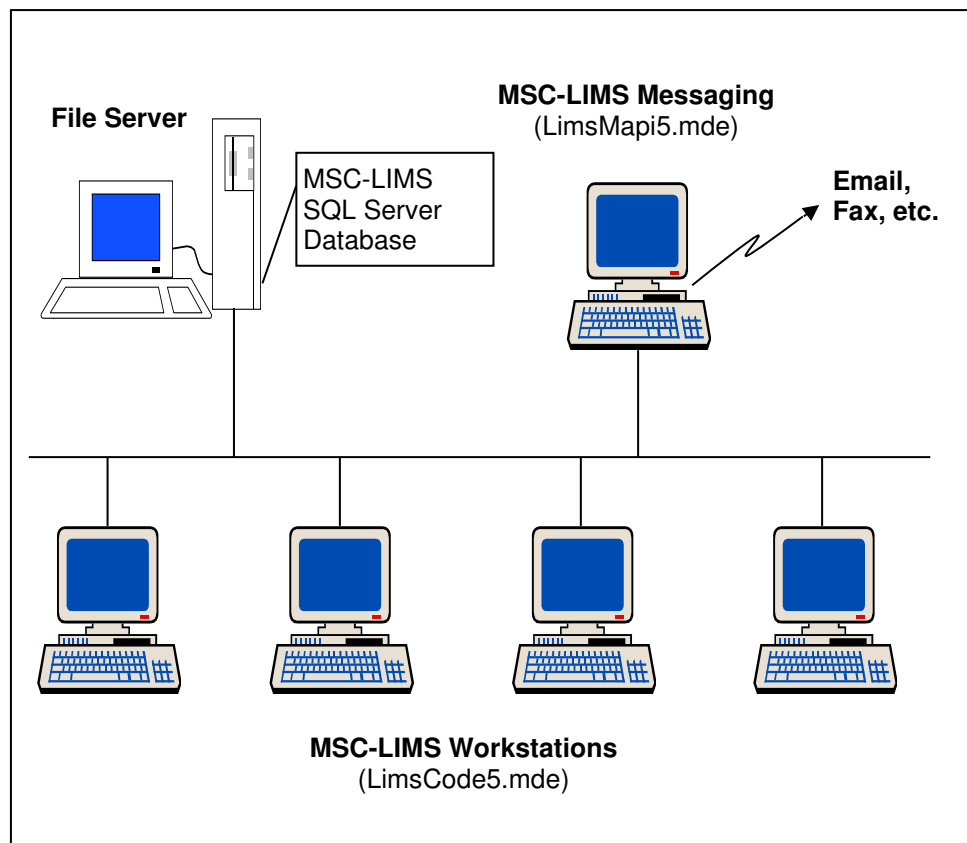 File Server
MSC-LIMS
SQL Server
Database
MSC-LIMS Messaging
(LimsMapi5.mde)
Email,
Fax, etc.
MSC-LIMS Workstations
(LimsCode5.mde)